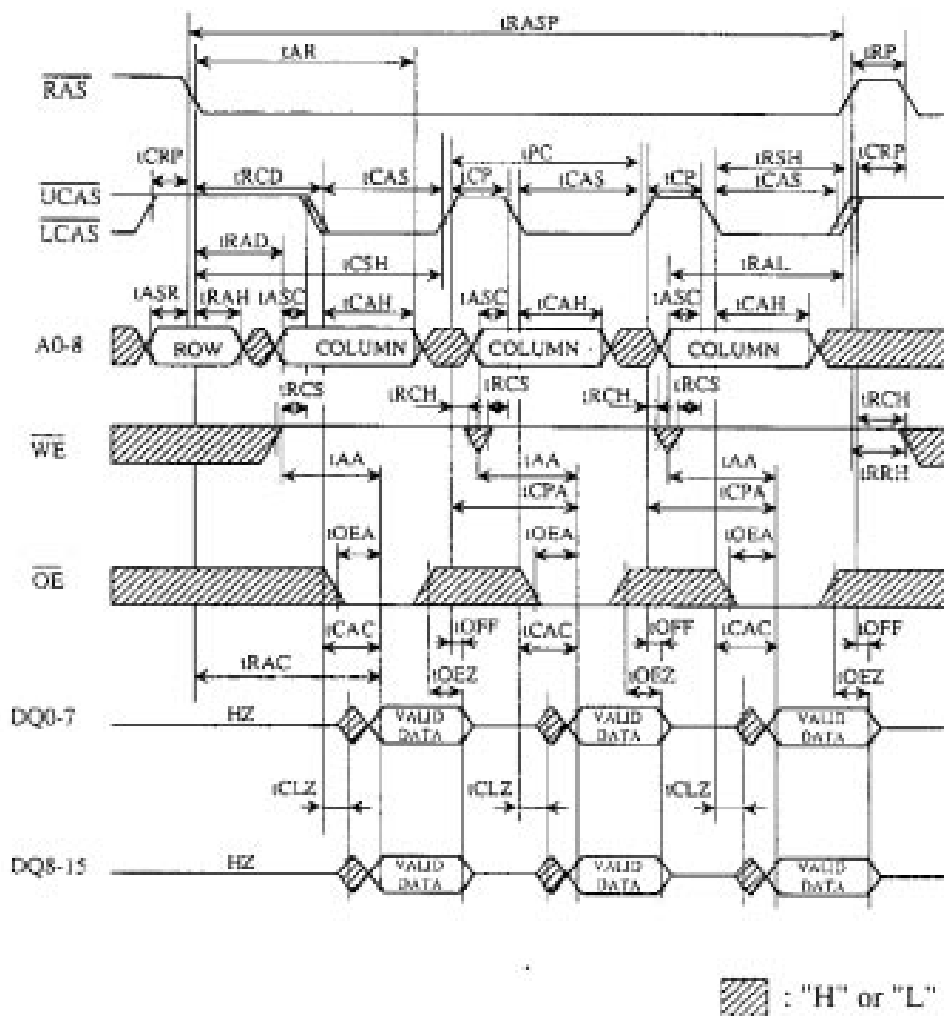 tRASP
tAR
tRP
RAS
tCRP
tRCD
tCAS
tPC
tCP
tCAS
tCP
tRSH
tCAS
tCRP
UCAS
LCAS
tRAD
tCSH
tRAL
tASR
tRAH
tASC
tCAH
tASC
tCAH
tASC
tCAH
A0-8
ROW
COLUMN
COLUMN
COLUMN
tRCS
tRCH
tRCS
tRCH
tRCS
tRCH
WE
tAA
tAA
tAA
tRRH
tCPA
tCPA
tOEA
tOEA
tOEA
OE
tCAC
tOFF
tCAC
tOFF
tCAC
tOFF
tRAC
tOEZ
tOEZ
tOEZ
DQ0-7
HZ
VALID
DATA
VALID
DATA
VALID
DATA
tCLZ
tCLZ
tCLZ
DQ8-15
HZ
VALID
DATA
VALID
DATA
VALID
DATA
: "H" or "L"